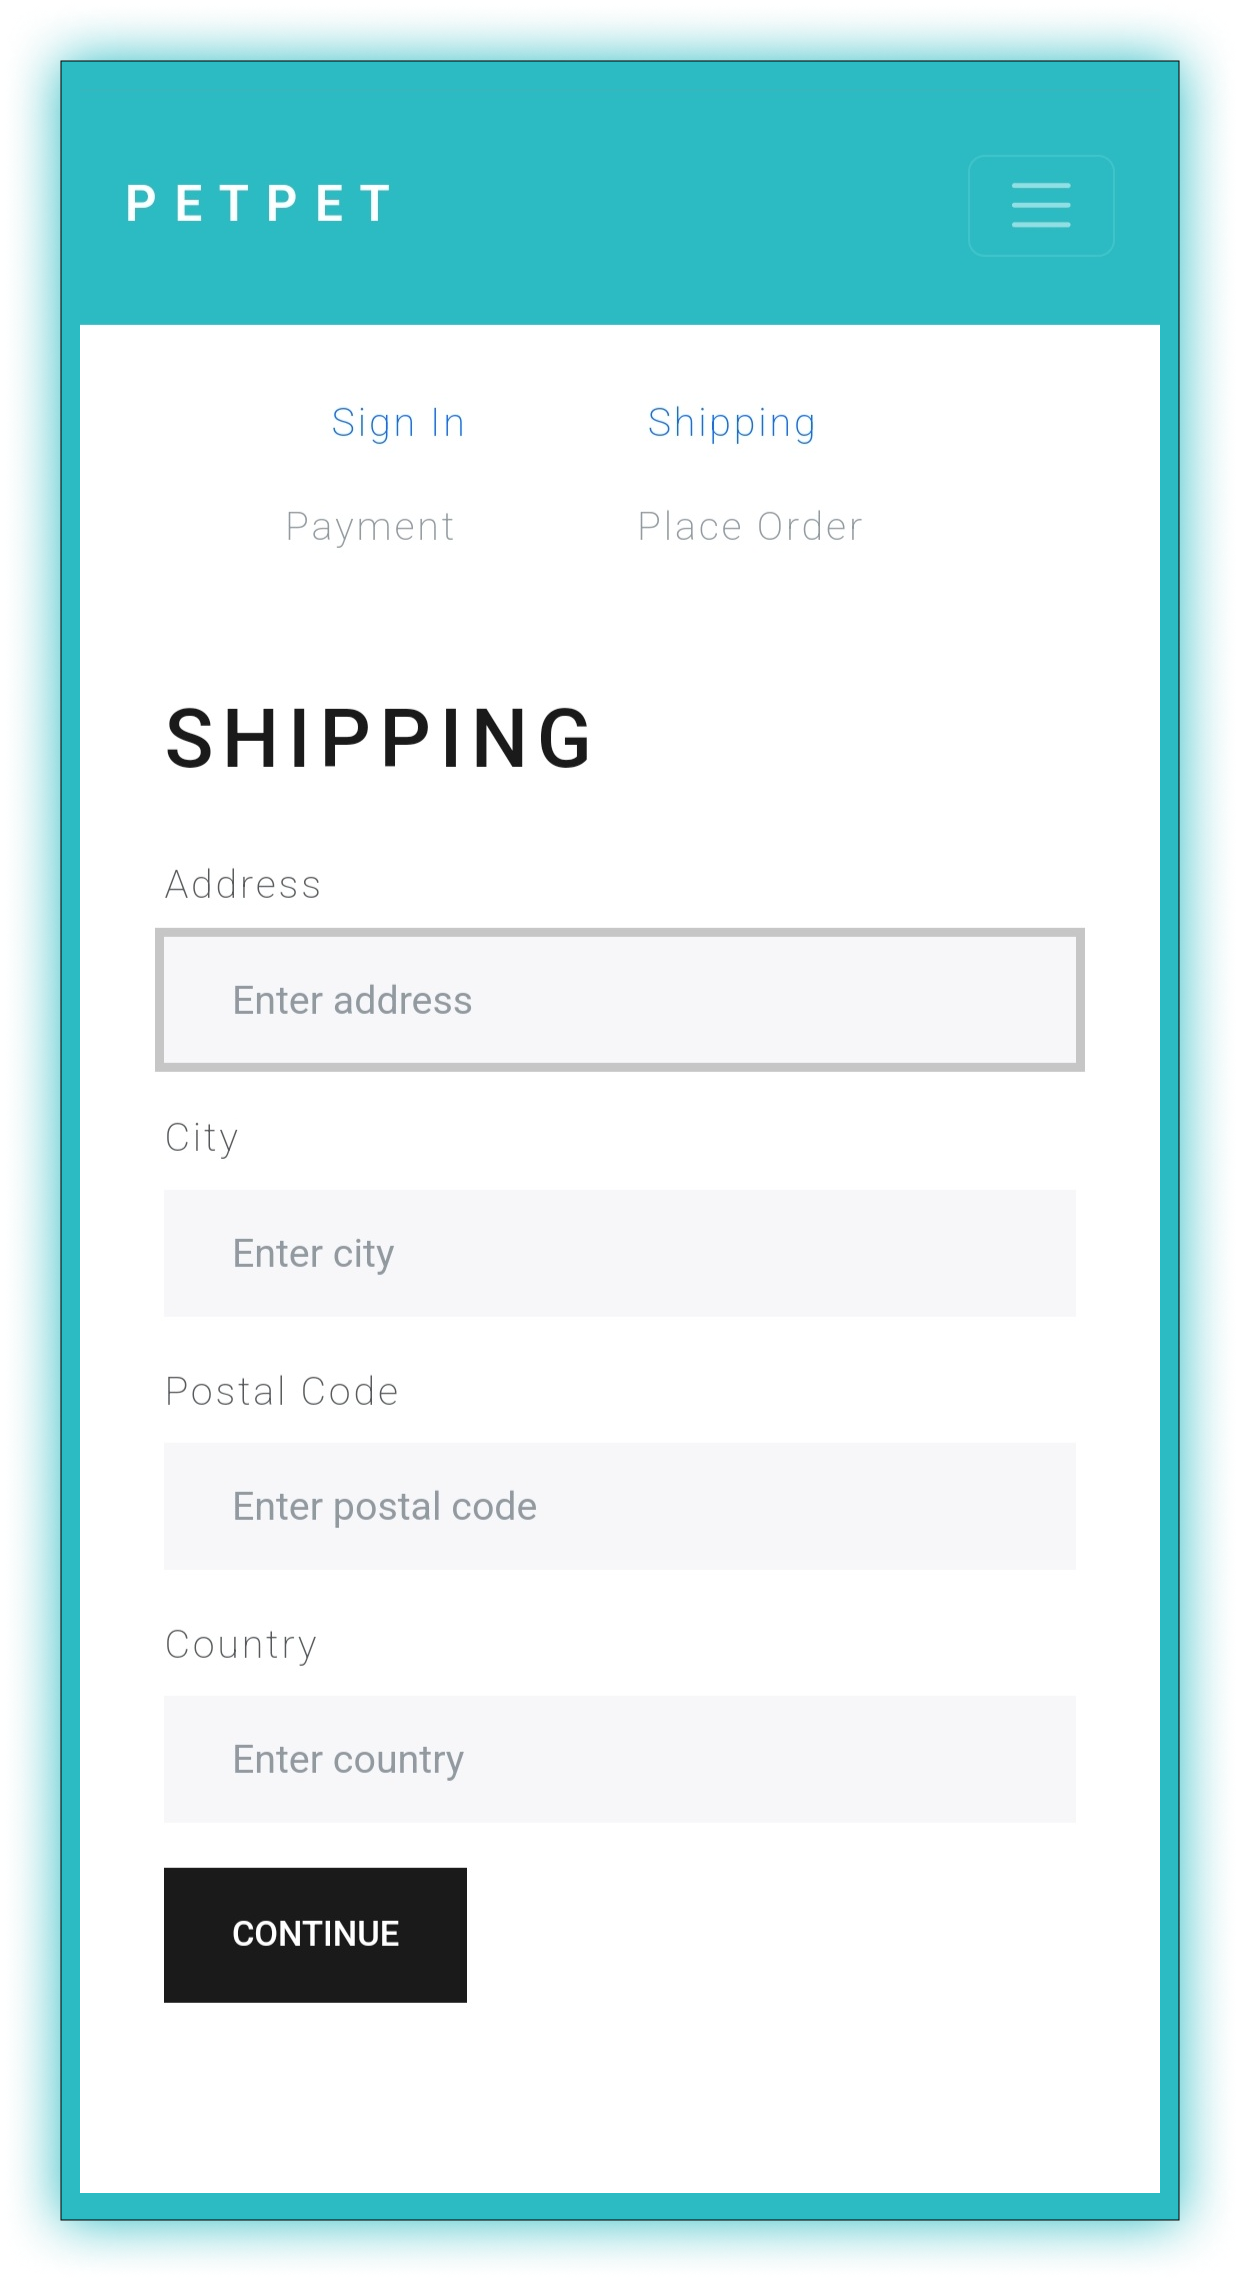 PETPET
Sign In Shipping
Payment Place Order
SHIPPING
Address
Enter address
City
Enter city
Postal Code
Enter postal code
Country
Enter country
CONTINUE